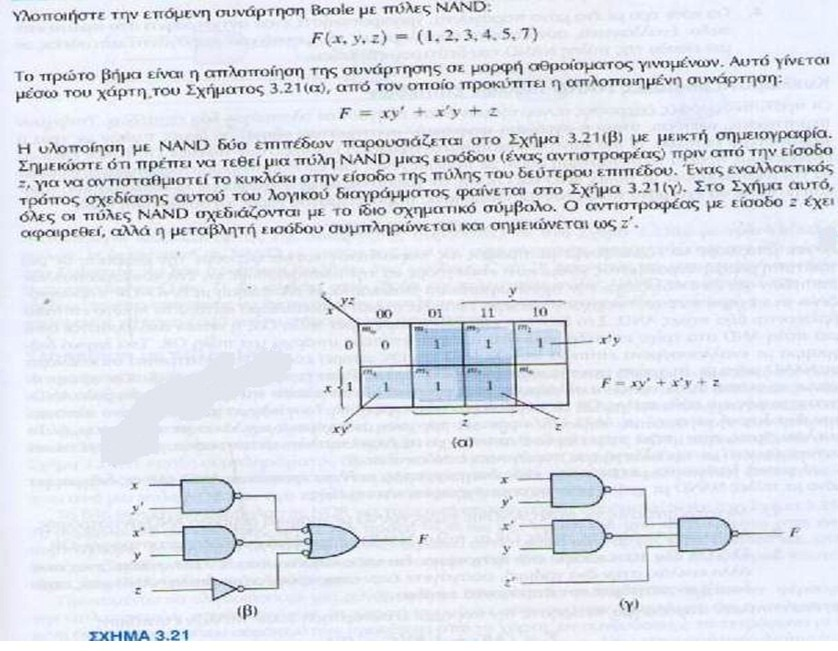 Υλοποιήστε την επόμενη συνάρτηση Boole με πύλες NAND:
F(x, y, z) = (1, 2, 3, 4, 5, 7)
Το πρώτο βήμα είναι η απλοποίηση της συνάρτησης σε μορφή αθροίσματος γινομένων. Αυτό γίνεται
μέσω του χάρτη του Σχήματος 3.21(α), από τον οποίο προκύπτει η απλοποιημένη συνάρτηση:
F = xy' + x'y + z
Η υλοποίηση με NAND δύο επιπέδων παρουσιάζεται στο Σχήμα 3.21(β) με μεικτή σημειογραφία.
Σημειώστε ότι πρέπει να τεθεί μια πύλη NAND μιας εισόδου (ένας αντιστροφέας) πριν από την είσοδο
z, για να αντισταθμιστεί το κυκλάκι στην είσοδο της πύλης του δεύτερου επιπέδου. Ένας εναλλακτικός
τρόπος σχεδίασης αυτού του λογικού διαγράμματος φαίνεται στο Σχήμα 3.21(γ). Στο Σχήμα αυτό,
όλες οι πύλες NAND σχεδιάζονται με το ίδιο σχηματικό σύμβολο. Ο αντιστροφέας με είσοδο z έχει
αφαιρεθεί, αλλά η μεταβλητή εισόδου συμπληρώνεται και σημειώνεται ως z'.
y
yz
x
00 01 11 10
m₀ m₁ m₃ m₂
0 0 1 1 1 x'y
m₄ m₅ m₇ m₆
x 1 1 1 1
F = xy' + x'y + z
xy' z z
(α)
x
y'
x'
y
z
F
(β)
x
y'
x'
y
z'
F
(γ)
ΣΧΗΜΑ 3.21